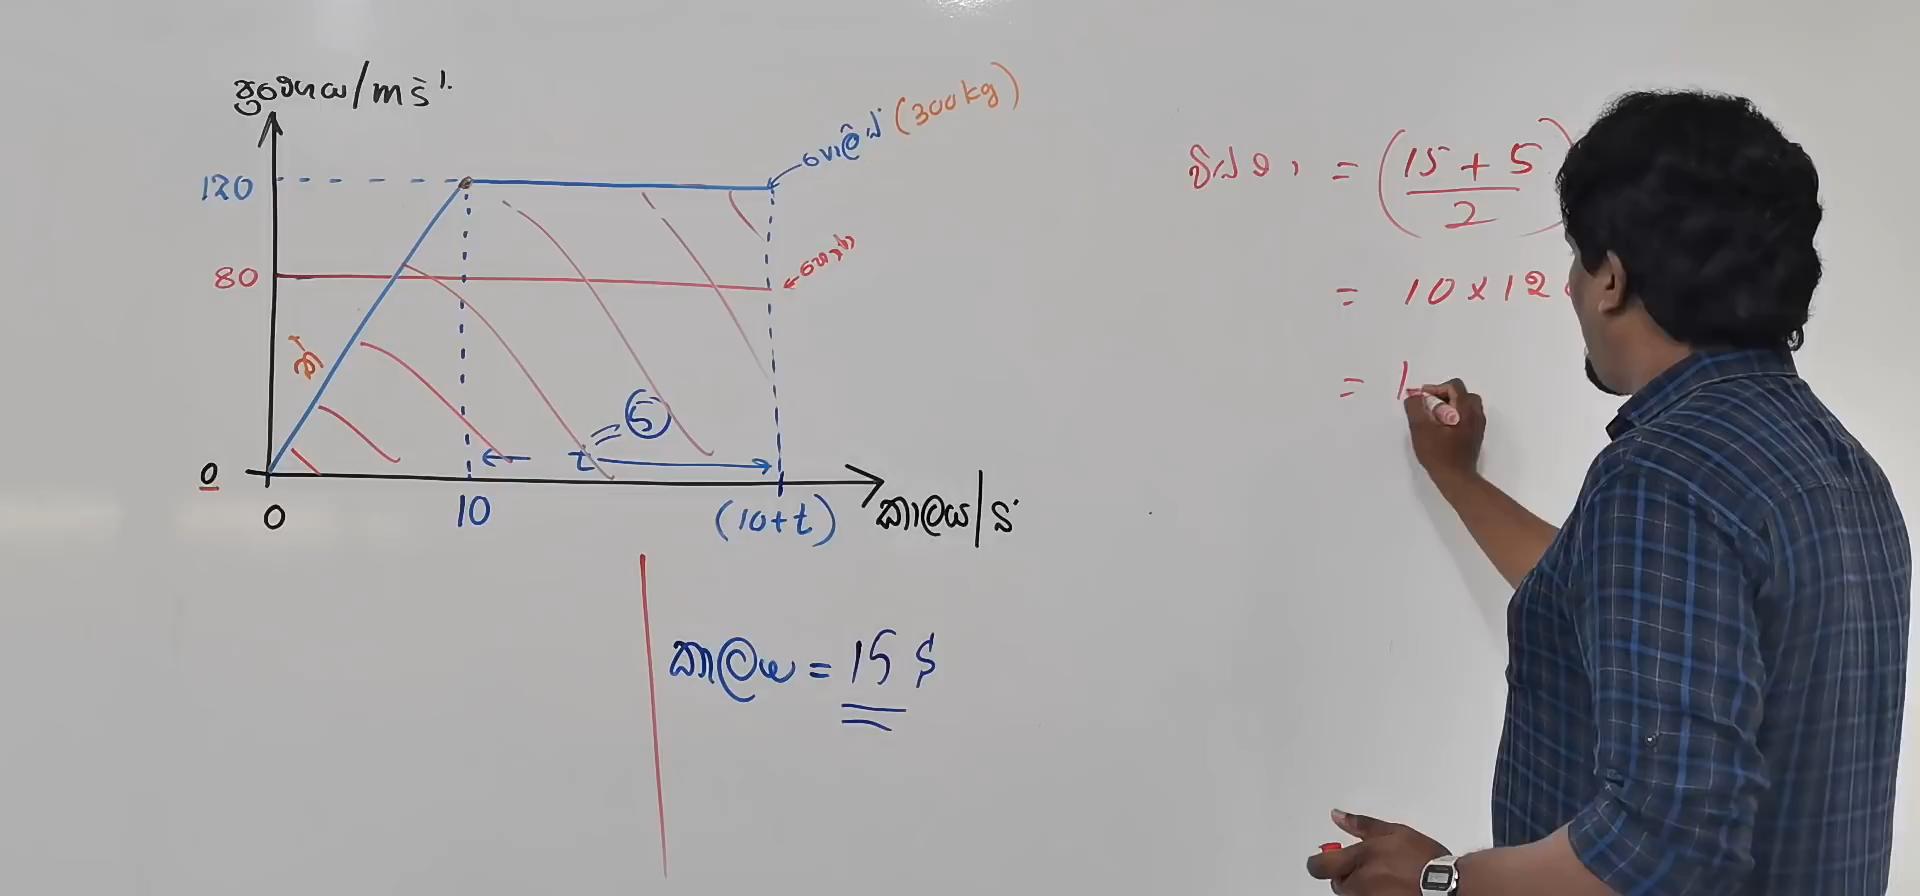 ප්‍රවේගය/ms⁻¹
පොලිස් (300kg)
120
← හොරා
80
5
t
0
0
10
(10+t)
කාලය/s
කාලය = 15 s
= (15 + 5
2
= 10 × 12
= 1